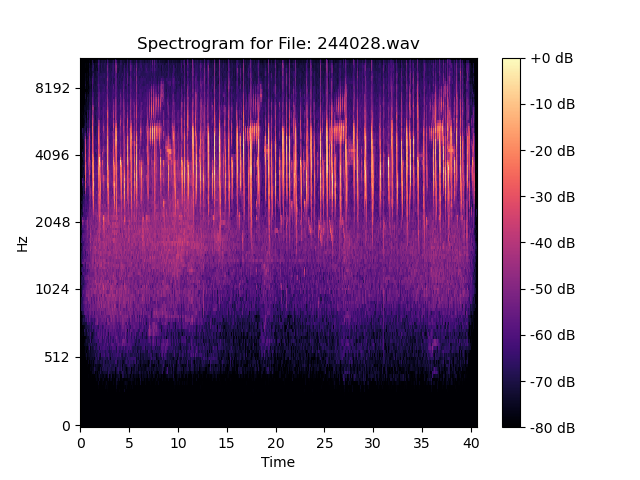 Spectrogram for File: 244028.wav
8192
4096
2048
1024
512
0
Hz
0 5 10 15 20 25 30 35 40
Time
+0 dB
-10 dB
-20 dB
-30 dB
-40 dB
-50 dB
-60 dB
-70 dB
-80 dB